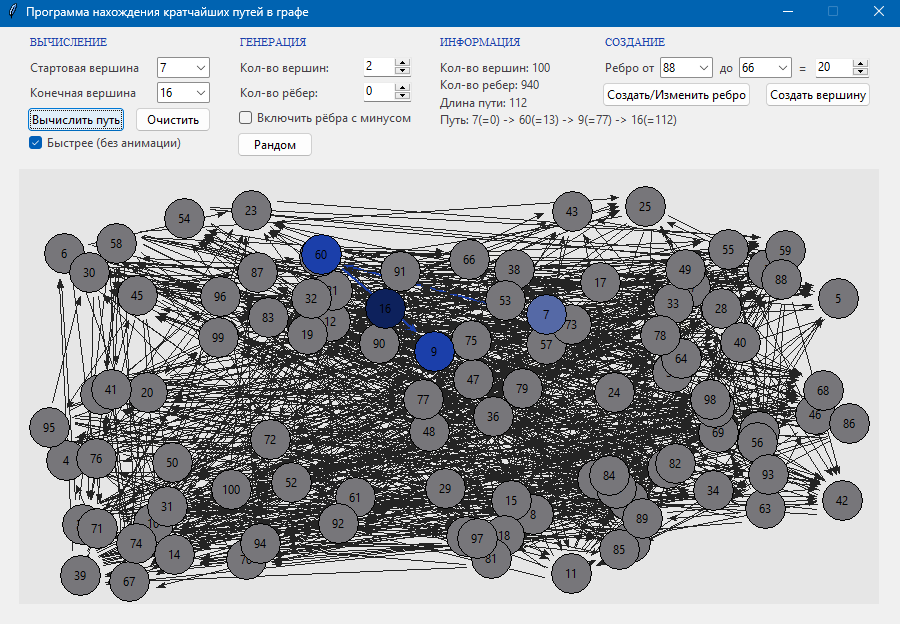 Программа нахождения кратчайших путей в графе
ВЫЧИСЛЕНИЕ ГЕНЕРАЦИЯ ИНФОРМАЦИЯ СОЗДАНИЕ
Стартовая вершина 7 Кол-во вершин: 2 Кол-во вершин: 100 Ребро от 88 до 66 = 20
Кол-во ребер: 940
Конечная вершина 16 Кол-во рёбер: 0 Длина пути: 112 Создать/Изменить ребро Создать вершину
Вычислить путь Очистить Включить рёбра с минусом Путь: 7(=0) -> 60(=13) -> 9(=77) -> 16(=112)
Быстрее (без анимации) Рандом
54 23 43 25
6 58 60 66 55 59
30 87 91 38 49 88
45 96 32 53 17 33 28 5
83 16 7 73
99 19 12 90 75 57 78 40
9 64
41 20 47 79 24 98 68
77 36 46 86
95 72 48 69 56
4 76 50 84 82 93
100 52 61 29 34 42
31 92 15 8 89 63
71 74 14 94 97 18 85
39 67 81 11